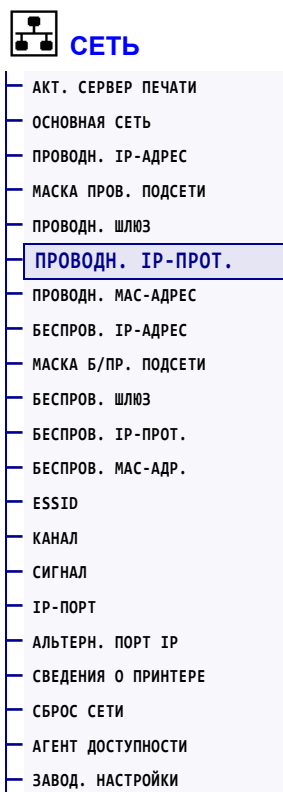 СЕТЬ
АКТ. СЕРВЕР ПЕЧАТИ
ОСНОВНАЯ СЕТЬ
ПРОВОДН. IP-АДРЕС
МАСКА ПРОВ. ПОДСЕТИ
ПРОВОДН. ШЛЮЗ
ПРОВОДН. IP-ПРОТ.
ПРОВОДН. MAC-АДРЕС
БЕСПРОВ. IP-АДРЕС
МАСКА Б/ПР. ПОДСЕТИ
БЕСПРОВ. ШЛЮЗ
БЕСПРОВ. IP-ПРОТ.
БЕСПРОВ. MAC-АДР.
ESSID
КАНАЛ
СИГНАЛ
IP-ПОРТ
АЛЬТЕРН. ПОРТ IP
СВЕДЕНИЯ О ПРИНТЕРЕ
СБРОС СЕТИ
АГЕНТ ДОСТУПНОСТИ
ЗАВОД. НАСТРОЙКИ